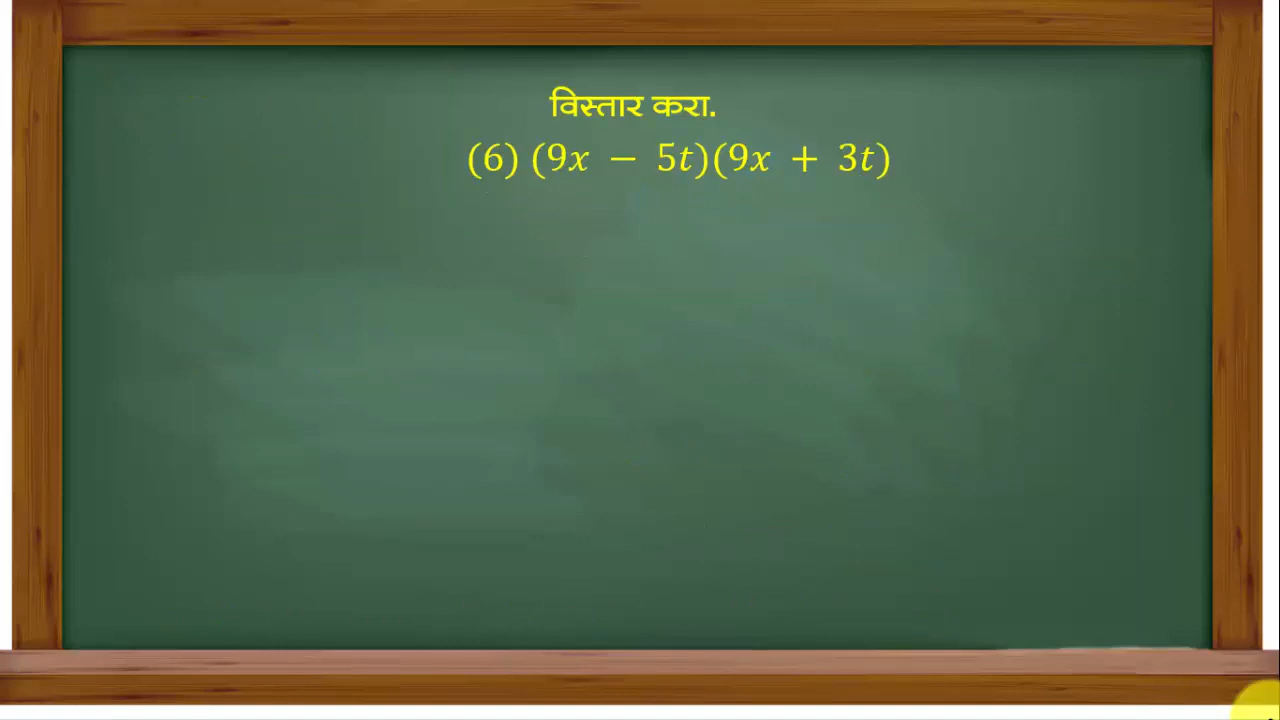 विस्तार करा.
(6) (9x − 5t)(9x + 3t)